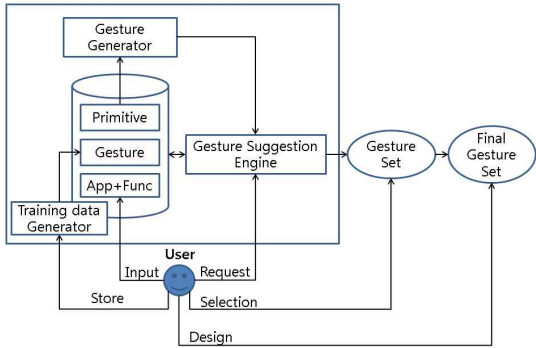 Gesture
Generator
Primitive
Gesture
App+Func
Training data
Generator
Gesture Suggestion
Engine
Gesture
Set
Final
Gesture
Set
User
Input
Request
Store
Selection
Design